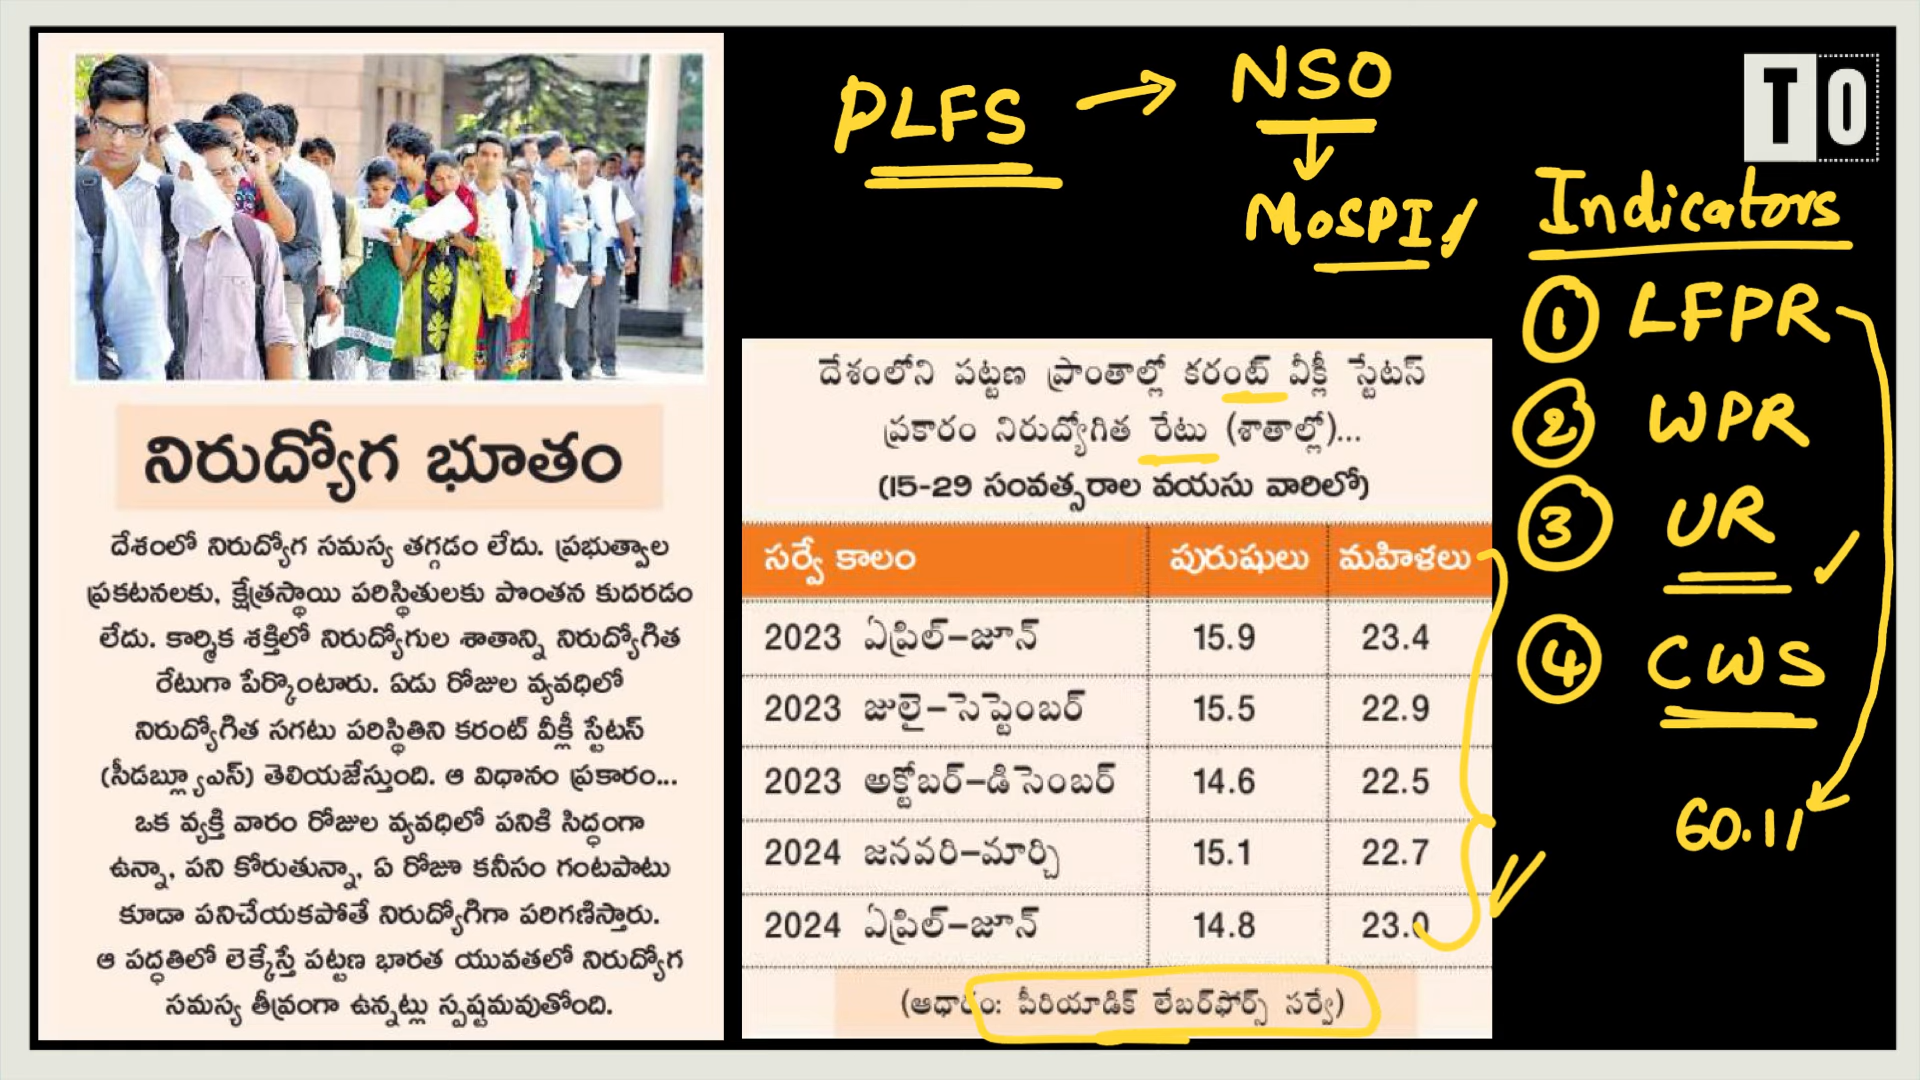 నిరుద్యోగ భూతం
దేశంలో నిరుద్యోగ సమస్య తగ్గడం లేదు. ప్రభుత్వాల
ప్రకటనలకు, క్షేత్రస్థాయి పరిస్థితులకు పొంతన కుదరడం
లేదు. కార్మిక శక్తిలో నిరుద్యోగుల శాతాన్ని నిరుద్యోగిత
రేటుగా పేర్కొంటారు. ఏడు రోజుల వ్యవధిలో
నిరుద్యోగిత సగటు పరిస్థితిని కరంట్ వీక్లీ స్టేటస్
(సీడబ్ల్యూఎస్) తెలియజేస్తుంది. ఆ విధానం ప్రకారం...
ఒక వ్యక్తి వారం రోజుల వ్యవధిలో పనికి సిద్ధంగా
ఉన్నా, పని కోరుతున్నా, ఏ రోజూ కనీసం గంటపాటు
కూడా పనిచేయకపోతే నిరుద్యోగిగా పరిగణిస్తారు.
ఆ పద్ధతిలో లెక్కేస్తే పట్టణ భారత యువతలో నిరుద్యోగ
సమస్య తీవ్రంగా ఉన్నట్లు స్పష్టమవుతోంది.
PLFS → NSO
MoSPI
దేశంలోని పట్టణ ప్రాంతాల్లో కరంట్ వీక్లీ స్టేటస్
ప్రకారం నిరుద్యోగిత రేటు (శాతాల్లో)...
(15-29 సంవత్సరాల వయసు వారిలో)
సర్వే కాలం పురుషులు మహిళలు
2023 ఏప్రిల్-జూన్ 15.9 23.4
2023 జులై-సెప్టెంబర్ 15.5 22.9
2023 అక్టోబర్-డిసెంబర్ 14.6 22.5
2024 జనవరి-మార్చి 15.1 22.7
2024 ఏప్రిల్-జూన్ 14.8 23.0
(ఆధారం: పీరియాడిక్ లేబర్‌ఫోర్స్ సర్వే)
TO
Indicators
1 LFPR
2 WPR
3 UR
4 CWS